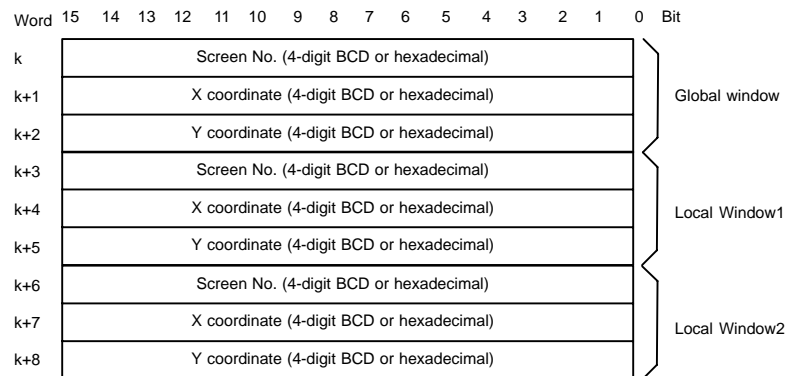 Word 15 14 13 12 11 10 9 8 7 6 5 4 3 2 1 0 Bit
k Screen No. (4-digit BCD or hexadecimal)
k+1 X coordinate (4-digit BCD or hexadecimal) Global window
k+2 Y coordinate (4-digit BCD or hexadecimal)
k+3 Screen No. (4-digit BCD or hexadecimal)
k+4 X coordinate (4-digit BCD or hexadecimal) Local Window1
k+5 Y coordinate (4-digit BCD or hexadecimal)
k+6 Screen No. (4-digit BCD or hexadecimal)
k+7 X coordinate (4-digit BCD or hexadecimal) Local Window2
k+8 Y coordinate (4-digit BCD or hexadecimal)